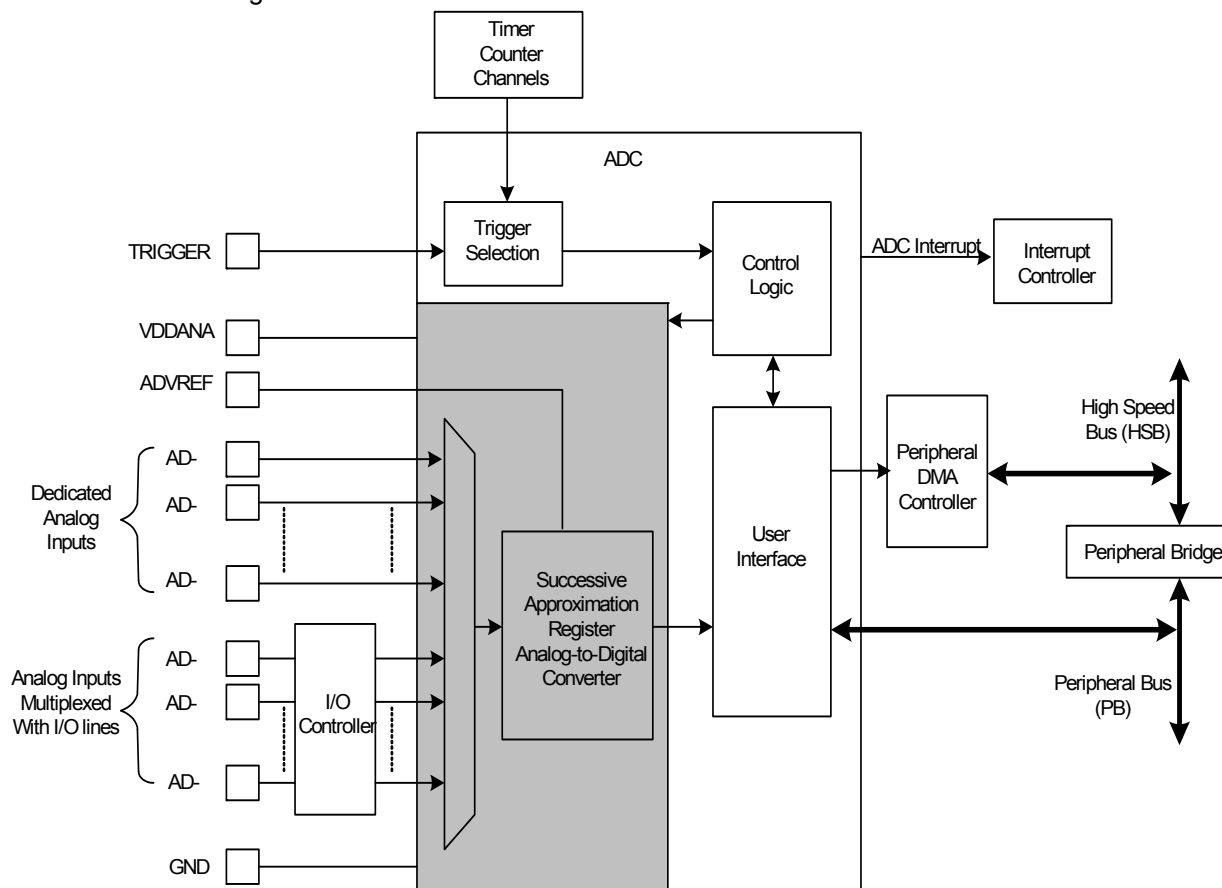 Timer
Counter
Channels
ADC
TRIGGER
Trigger
Selection
Control
Logic
ADC Interrupt
Interrupt
Controller
VDDANA
ADVREF
Dedicated
Analog
Inputs
AD-
AD-
AD-
Analog Inputs
Multiplexed
With I/O lines
AD-
AD-
AD-
I/O
Controller
GND
Successive
Approximation
Register
Analog-to-Digital
Converter
User
Interface
Peripheral
DMA
Controller
High Speed
Bus (HSB)
Peripheral Bridge
Peripheral Bus
(PB)